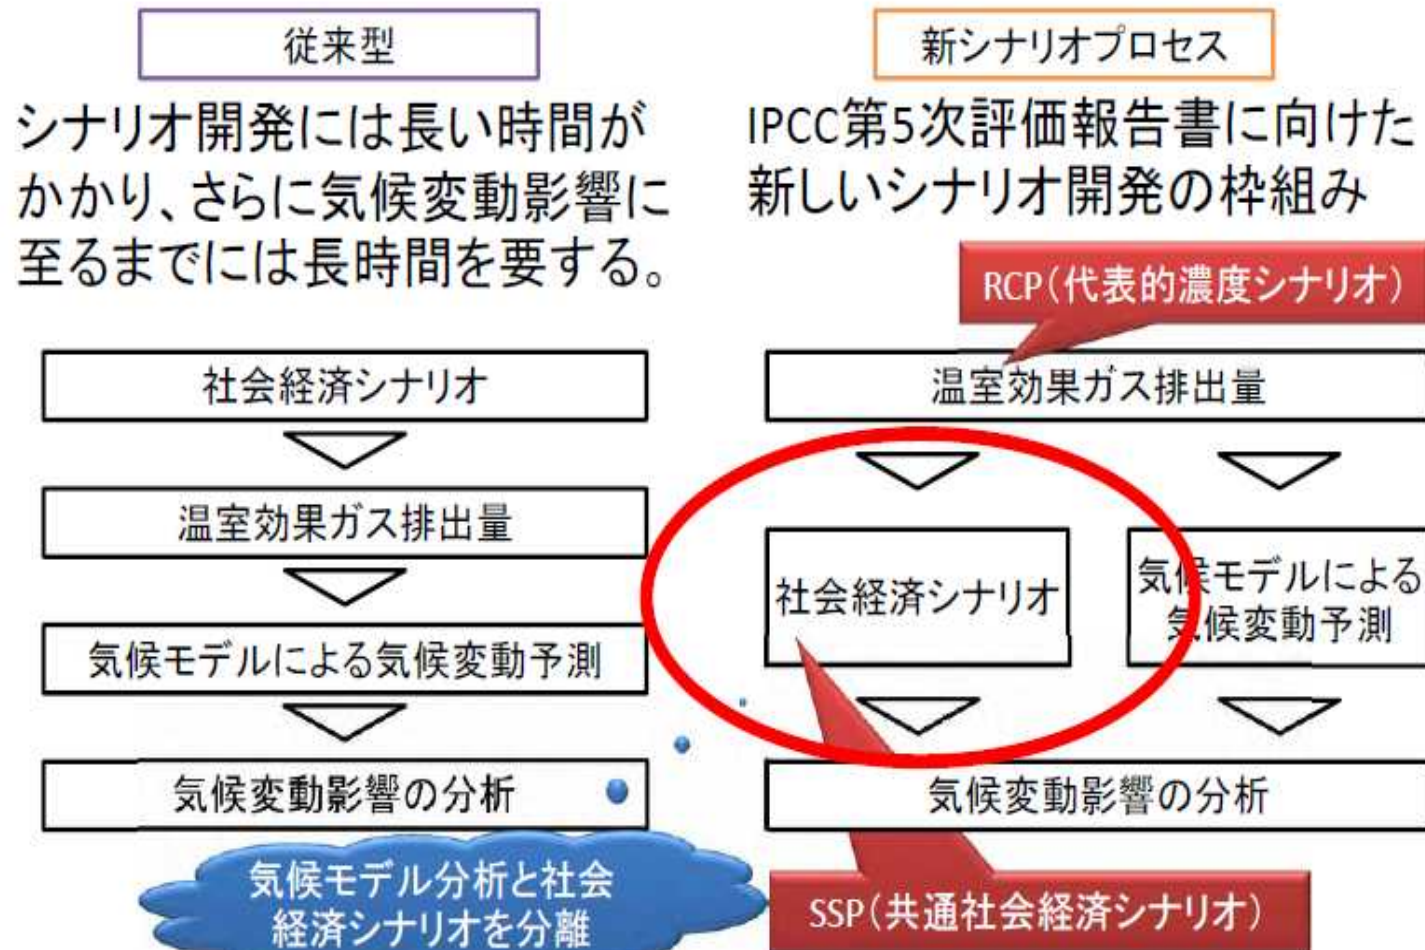 従来型
シナリオ開発には長い時間が
かかり、さらに気候変動影響に
至るまでには長時間を要する。
社会経済シナリオ
温室効果ガス排出量
気候モデルによる気候変動予測
気候変動影響の分析
気候モデル分析と社会
経済シナリオを分離
新シナリオプロセス
IPCC第5次評価報告書に向けた
新しいシナリオ開発の枠組み
RCP(代表的濃度シナリオ)
温室効果ガス排出量
社会経済シナリオ
気候モデルによる
気候変動予測
気候変動影響の分析
SSP(共通社会経済シナリオ)